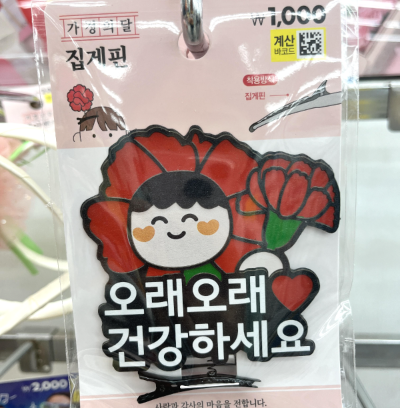 가정의달
₩1,000
집게핀
계산
바코드
착용방법
집게핀
오래오래
건강하세요
사랑과 감사의 마음을 전합니다.
₩2,000